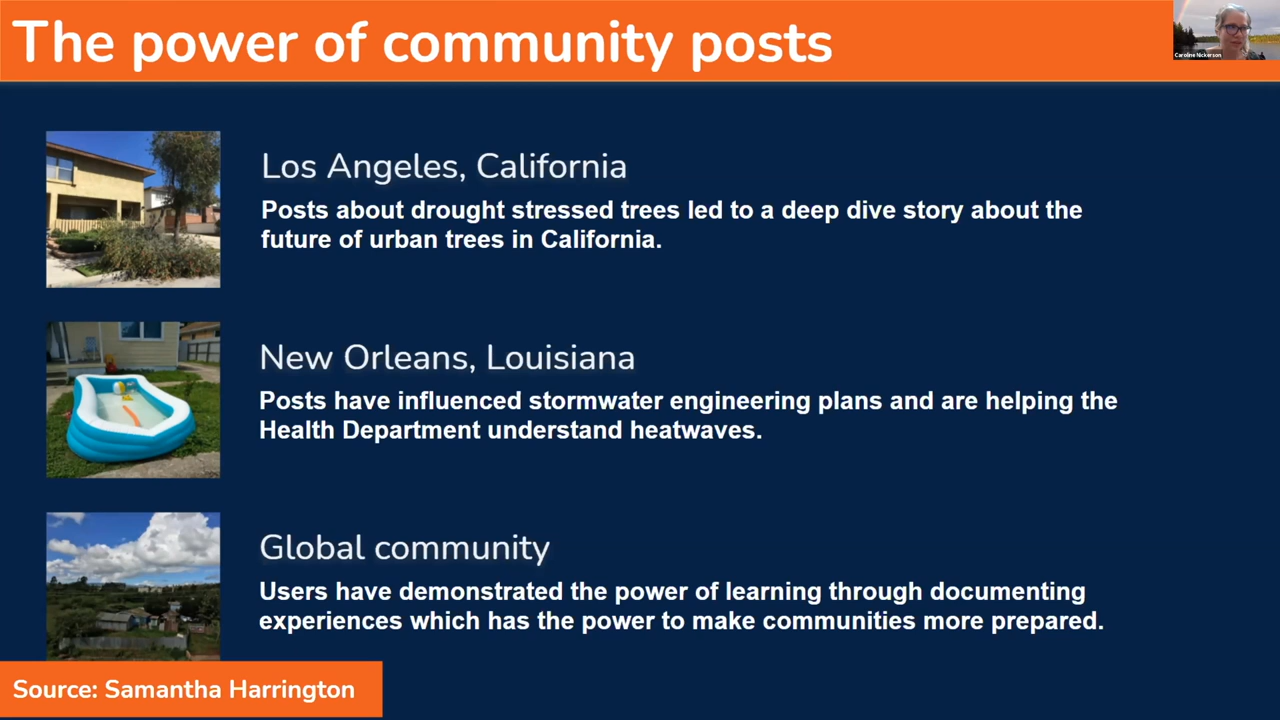 The power of community posts
Caroline Nickerson
Los Angeles, California
Posts about drought stressed trees led to a deep dive story about the
future of urban trees in California.
New Orleans, Louisiana
Posts have influenced stormwater engineering plans and are helping the
Health Department understand heatwaves.
Global community
Users have demonstrated the power of learning through documenting
experiences which has the power to make communities more prepared.
Source: Samantha Harrington